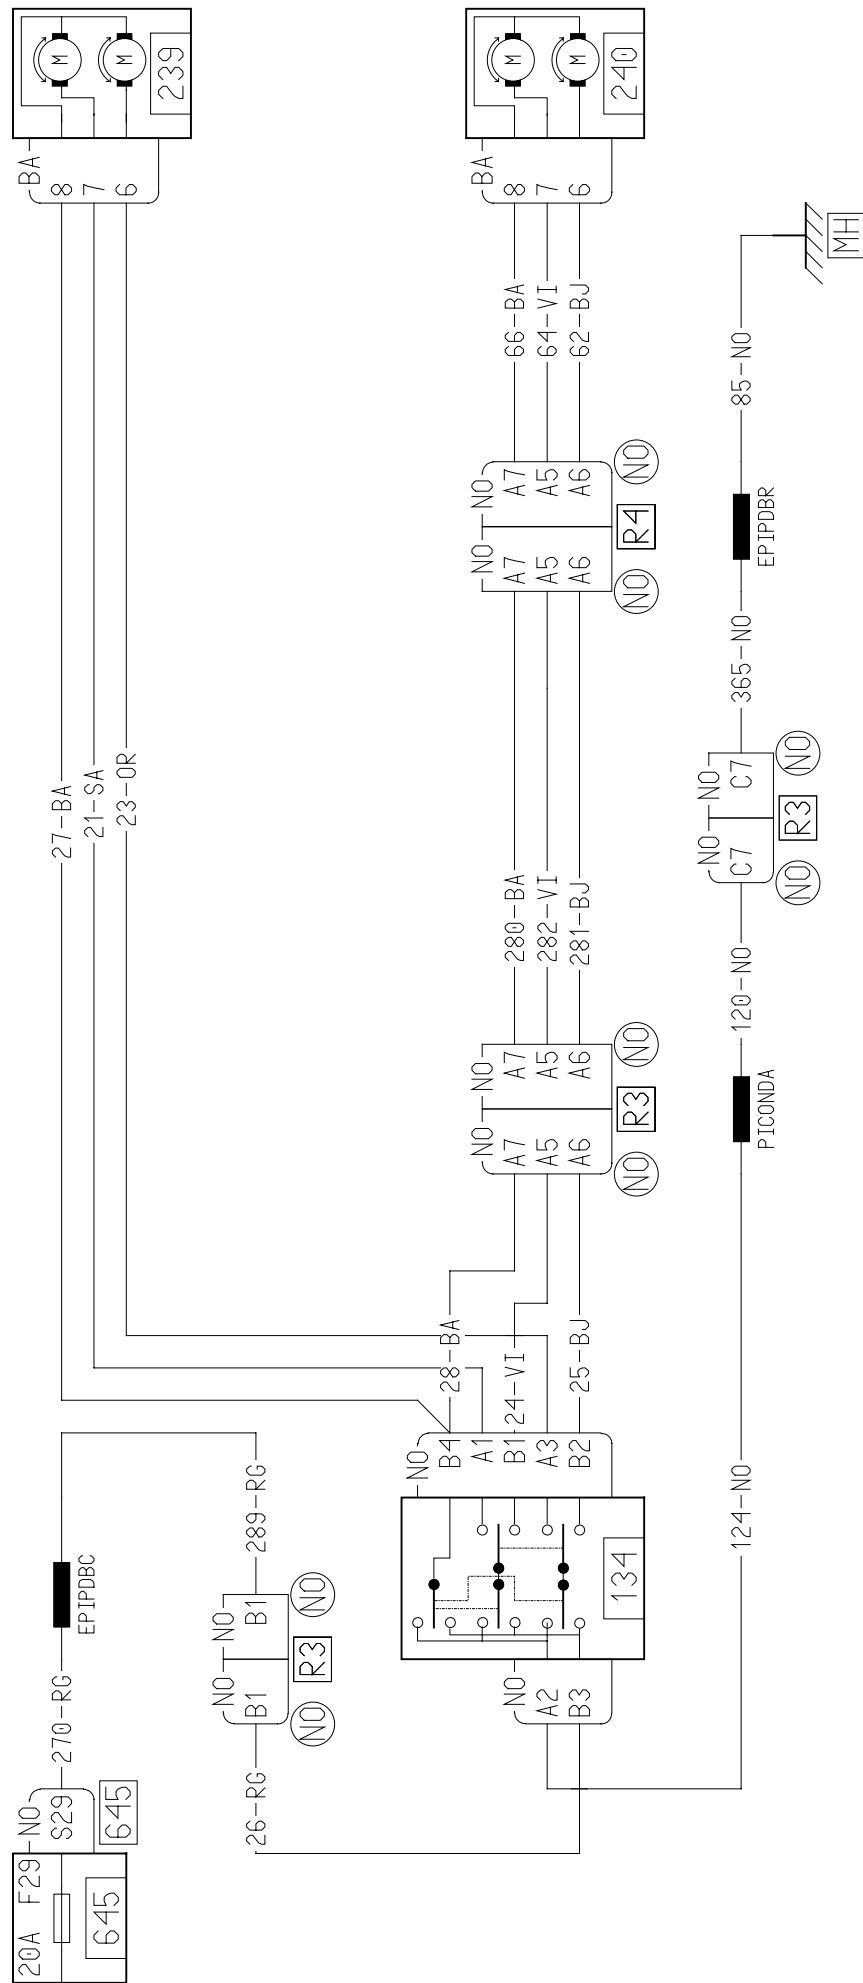 20A F29
645
NO
S29
645
270-RG
EPIPDBC
289-RG
NO NO
B1 B1
R3
NO NO
26-RG
27-BA
21-SA
23-OR
BA
8
7
6
M
M
239
134
NO
A2
B3
NO
B4
A1
B1
A3
B2
28-BA
24-VI
25-BJ
NO NO
A7 A7
A5 A5
A6 A6
R3
NO NO
280-BA
282-VI
281-BJ
NO NO
A7 A7
A5 A5
A6 A6
R4
NO NO
66-BA
64-VI
62-BJ
BA
8
7
6
M
M
240
124-NO
PICONDA
120-NO
NO NO
C7 C7
R3
NO NO
365-NO
EPIPDBR
85-NO
MH